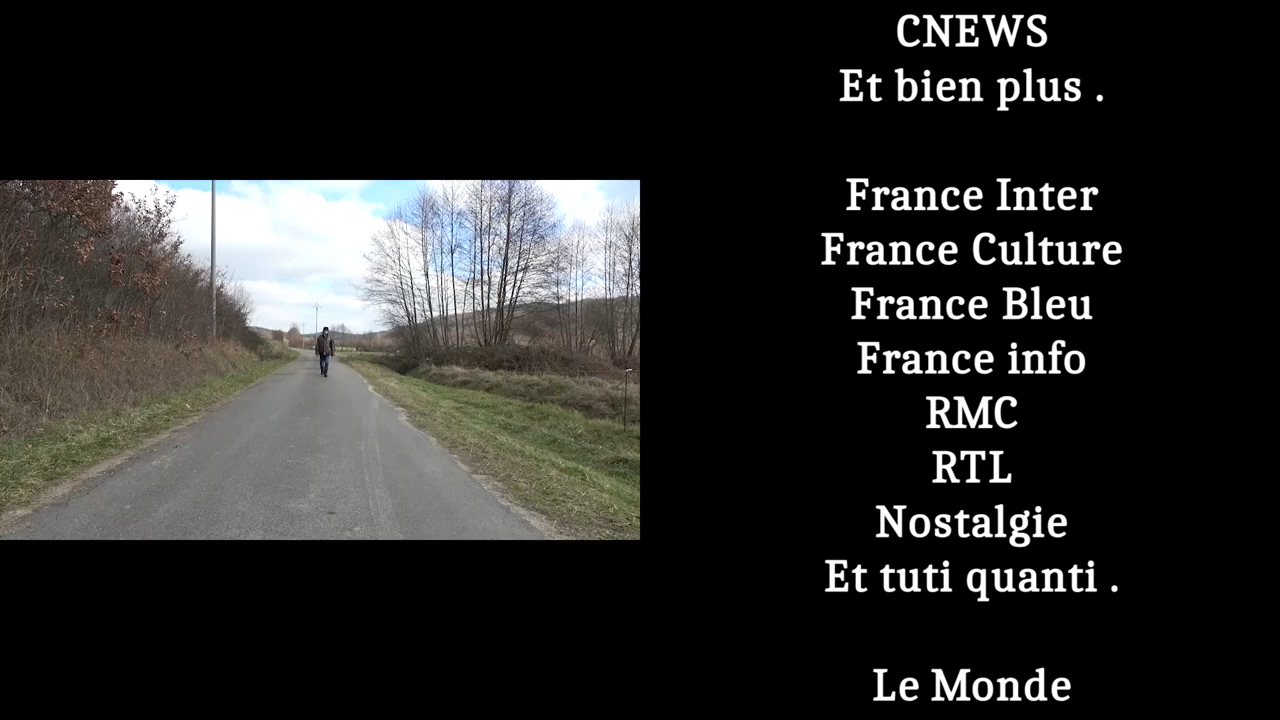 CNEWS
Et bien plus .
France Inter
France Culture
France Bleu
France info
RMC
RTL
Nostalgie
Et tuti quanti .
Le Monde